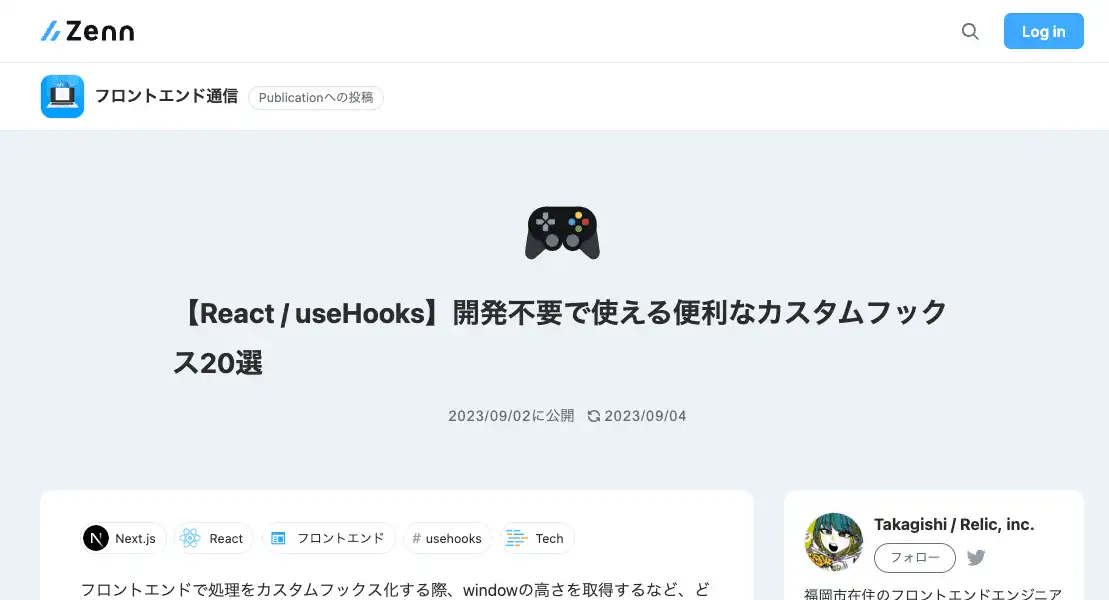 Zenn
Log in
フロントエンド通信
Publicationへの投稿
【React / useHooks】開発不要で使える便利なカスタムフック
ス20選
2023/09/02に公開
2023/09/04
Next.js
React
フロントエンド
# usehooks
Tech
フロントエンドで処理をカスタムフックス化する際、windowの高さを取得するなど、ど
Takagishi / Relic, inc.
フォロー
福岡市在住のフロントエンドエンジニア